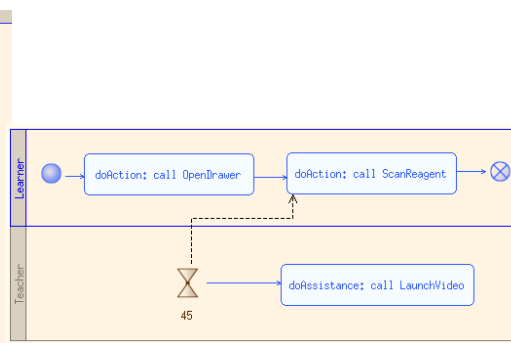 Learner
doAction: call OpenDrawer
doAction: call ScanReagent
Teacher
doAssistance: call LaunchVideo
45